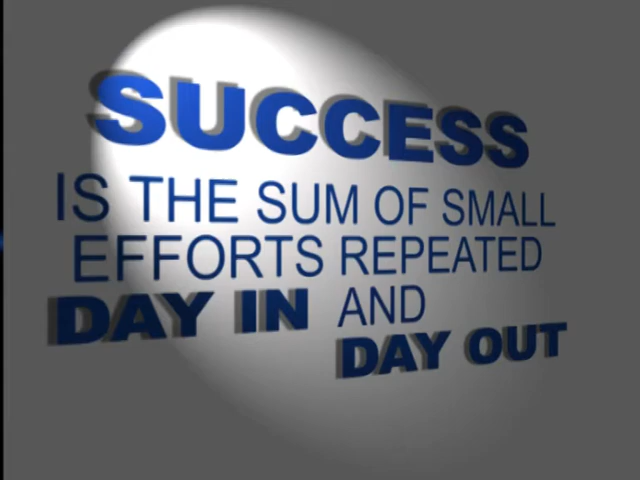 SUCCESS
IS THE SUM OF SMALL
EFFORTS REPEATED
DAY IN AND
DAY OUT